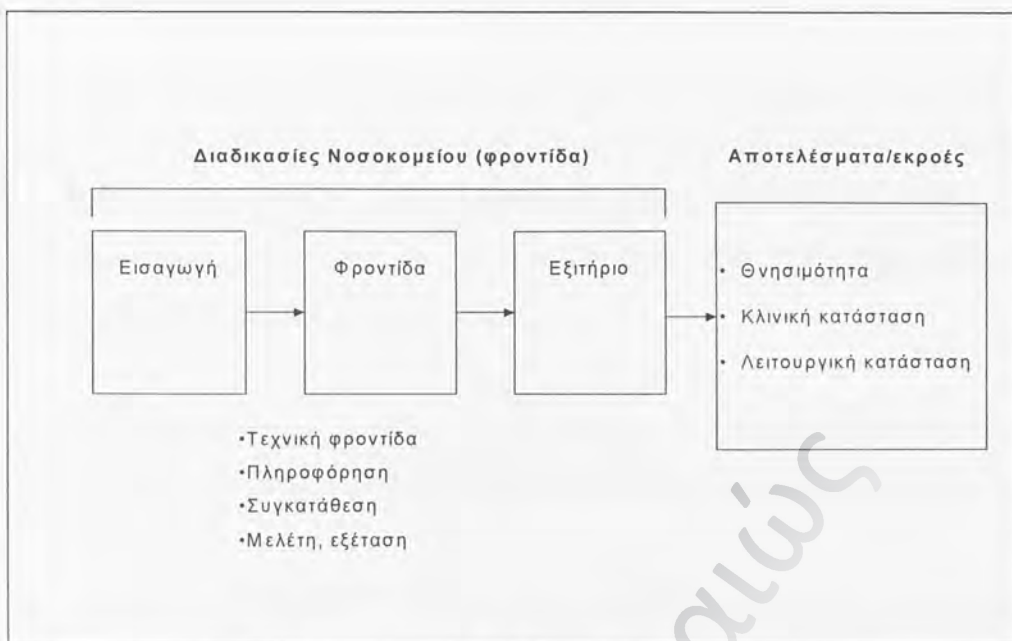 Διαδικασίες Νοσοκομείου (φροντίδα)
Αποτελέσματα/εκροές
Εισαγωγή
Φροντίδα
Εξιτήριο
• Θνησιμότητα
• Κλινική κατάσταση
• Λειτουργική κατάσταση
•Τεχνική φροντίδα
•Πληροφόρηση
•Συγκατάθεση
•Μελέτη, εξέταση